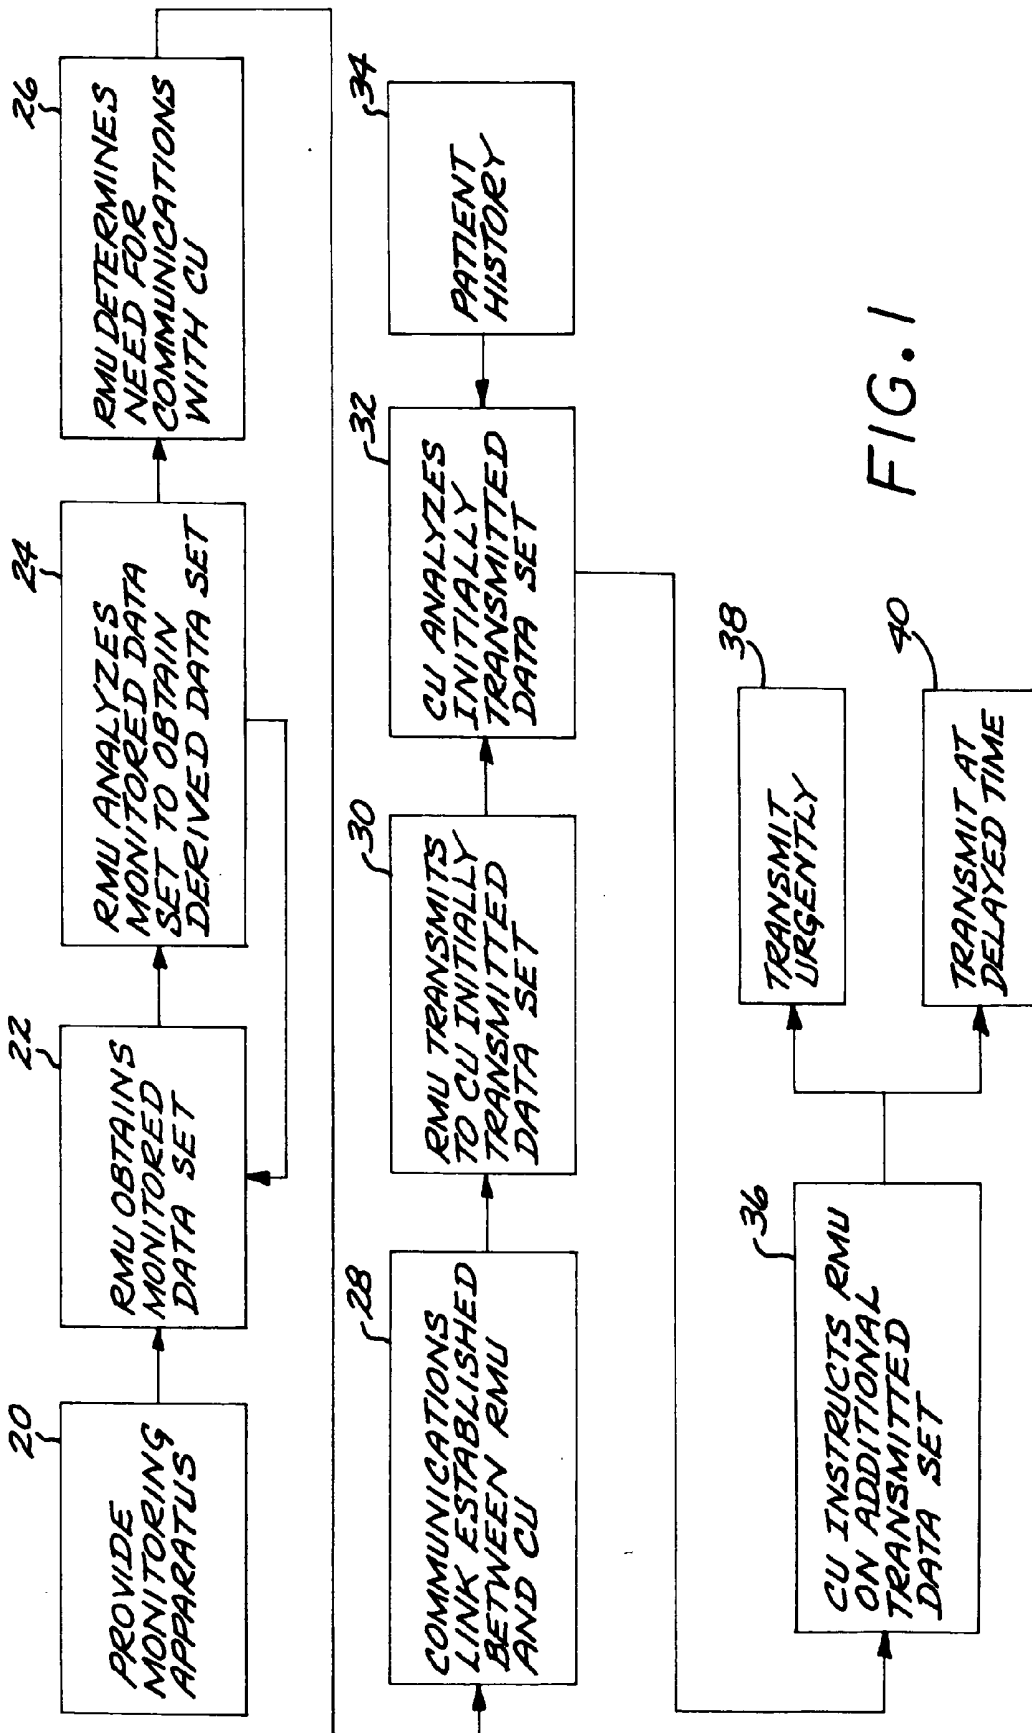 20
PROVIDE
MONITORING
APPARATUS
22
RMU OBTAINS
MONITORED
DATA SET
24
RMU ANALYZES
MONITORED DATA
SET TO OBTAIN
DERIVED DATA SET
26
RMU DETERMINES
NEED FOR
COMMUNICATIONS
WITH CU
28
COMMUNICATIONS
LINK ESTABLISHED
BETWEEN RMU
AND CU
30
RMU TRANSMITS
TO CU INITIALLY
TRANSMITTED
DATA SET
32
CU ANALYZES
INITIALLY
TRANSMITTED
DATA SET
34
PATIENT
HISTORY
36
CU INSTRUCTS RMU
ON ADDITIONAL
TRANSMITTED
DATA SET
38
TRANSMIT
URGENTLY
40
TRANSMIT AT
DELAYED TIME
FIG. 1